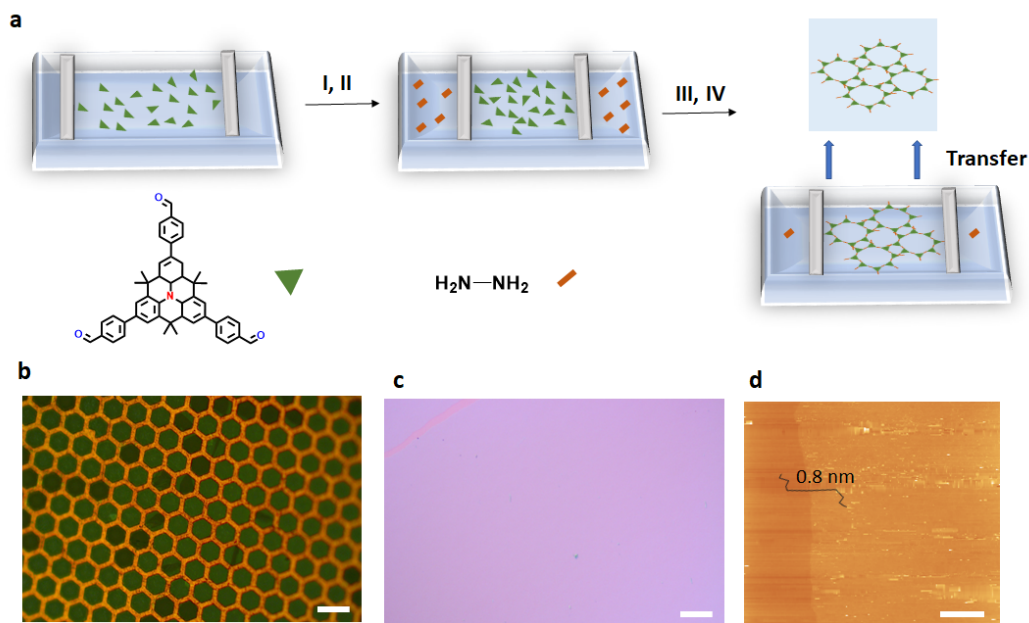 a
I, II
III, IV
Transfer
O
N
O
O
H₂N—NH₂
b
c
d
0.8 nm